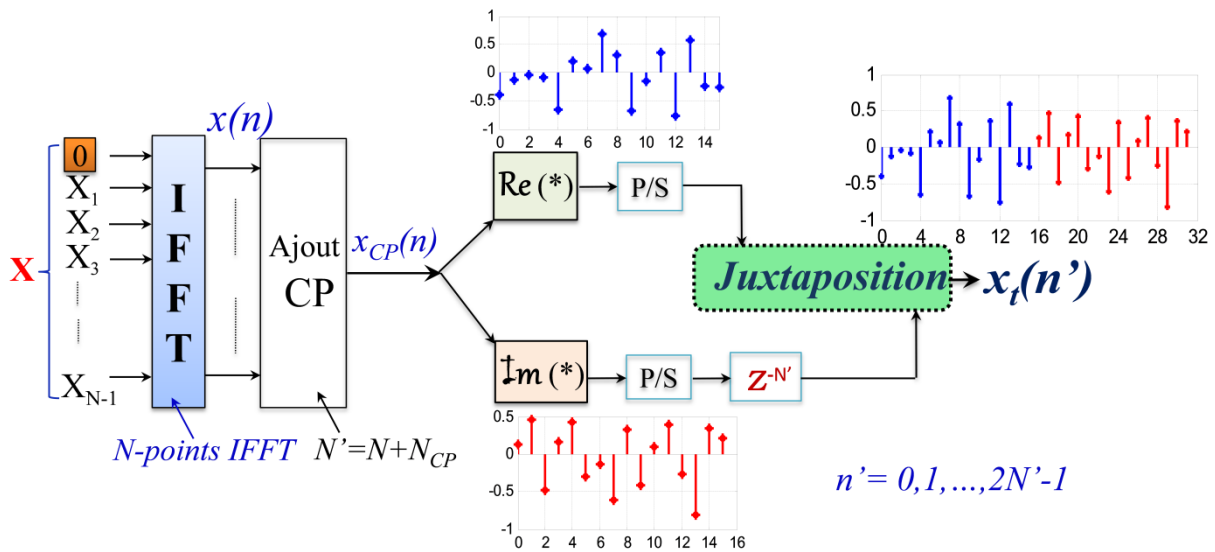 X
0
X1
X2
X3
XN-1
I
F
F
T
x(n)
N-points IFFT
Ajout
CP
N'=N+NCP
xCP(n)
1
0.5
0
-0.5
-1
0 2 4 6 8 10 12 14
Re (*)
P/S
Im (*)
P/S
Z-N'
0.5
0
-0.5
-1
0 2 4 6 8 10 12 14 16
Juxtaposition
xt(n')
1
0.5
0
-0.5
-1
0 4 8 12 16 20 24 28 32
n'= 0,1,...,2N'-1